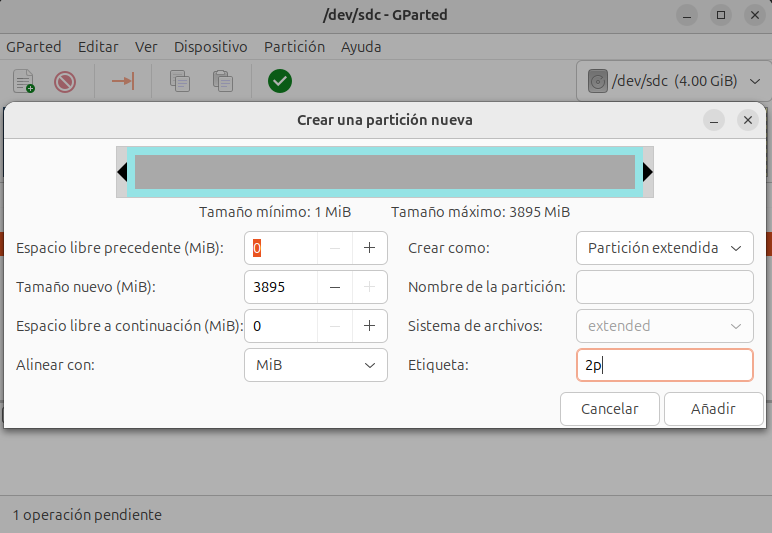 /dev/sdc - GParted
GParted Editar Ver Dispositivo Partición Ayuda
/dev/sdc (4.00 GiB)
Crear una partición nueva
Tamaño mínimo: 1 MiB Tamaño máximo: 3895 MiB
Espacio libre precedente (MiB): 0 Crear como: Partición extendida
Tamaño nuevo (MiB): 3895 Nombre de la partición:
Espacio libre a continuación (MiB): 0 Sistema de archivos: extended
Alinear con: MiB Etiqueta: 2p
Cancelar Añadir
1 operación pendiente